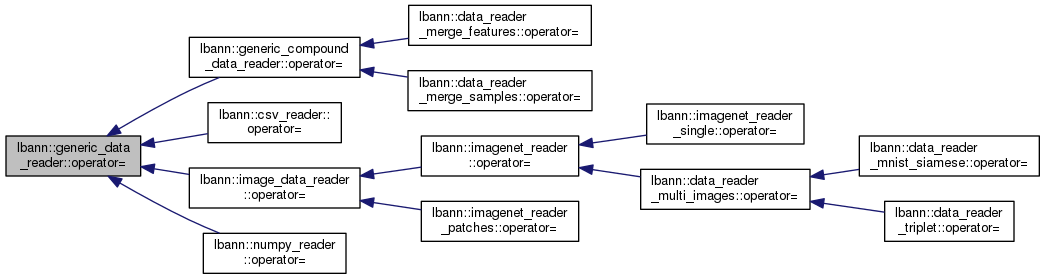 lbann::generic_data
_reader::operator=
lbann::generic_compound
_data_reader::operator=
lbann::data_reader
_merge_features::operator=
lbann::data_reader
_merge_samples::operator=
lbann::csv_reader::
operator=
lbann::image_data_reader
::operator=
lbann::imagenet_reader
::operator=
lbann::imagenet_reader
_single::operator=
lbann::data_reader
_multi_images::operator=
lbann::data_reader
_mnist_siamese::operator=
lbann::data_reader
_triplet::operator=
lbann::imagenet_reader
_patches::operator=
lbann::numpy_reader
::operator=